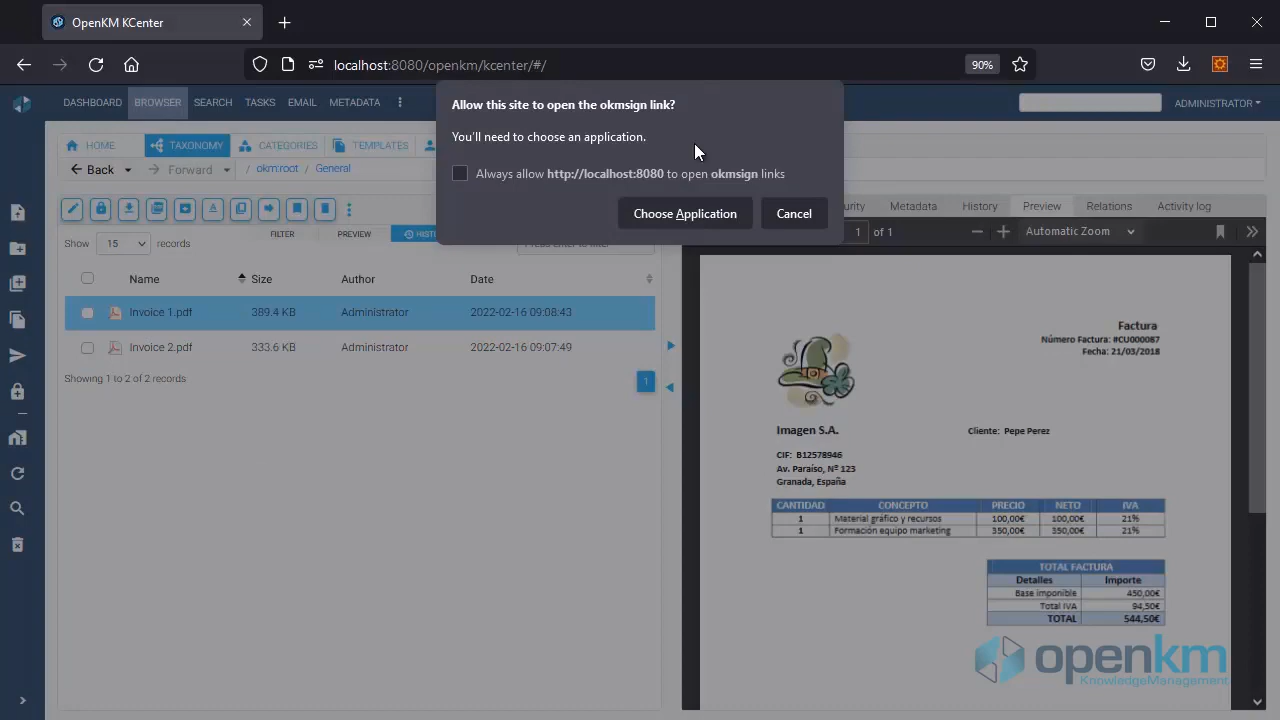 OpenKM KCenter
localhost:8080/openkm/kcenter/#/
90%
Allow this site to open the okmsign link?
You'll need to choose an application.
Always allow http://localhost:8080 to open okmsign links
Choose Application
Cancel
DASHBOARD BROWSER SEARCH TASKS EMAIL METADATA
ADMINISTRATOR
HOME TAXONOMY CATEGORIES TEMPLATES
Back Forward / okm:root / General
FILTER PREVIEW
Metadata History Preview Relations Activity log
Show 15 records
1 of 1
Automatic Zoom
Name Size Author Date
Invoice 1.pdf 389.4 KB Administrator 2022-02-16 09:08:43
Invoice 2.pdf 333.6 KB Administrator 2022-02-16 09:07:49
Showing 1 to 2 of 2 records
1
Factura
Número Factura: #CU000087
Fecha: 21/03/2018
Imagen S.A.
Cliente: Pepe Perez
CIF: B12578946
Av. Paraíso, Nº 123
Granada, España
CANTIDAD CONCEPTO PRECIO NETO IVA
1 Material gráfico y recursos 100,00€ 100,00€ 21%
1 Formación equipo marketing 350,00€ 350,00€ 21%
TOTAL FACTURA
Detalles Importe
Base imponible 450,00€
Total IVA 94,50€
TOTAL 544,50€
openkm
KnowledgeManagement